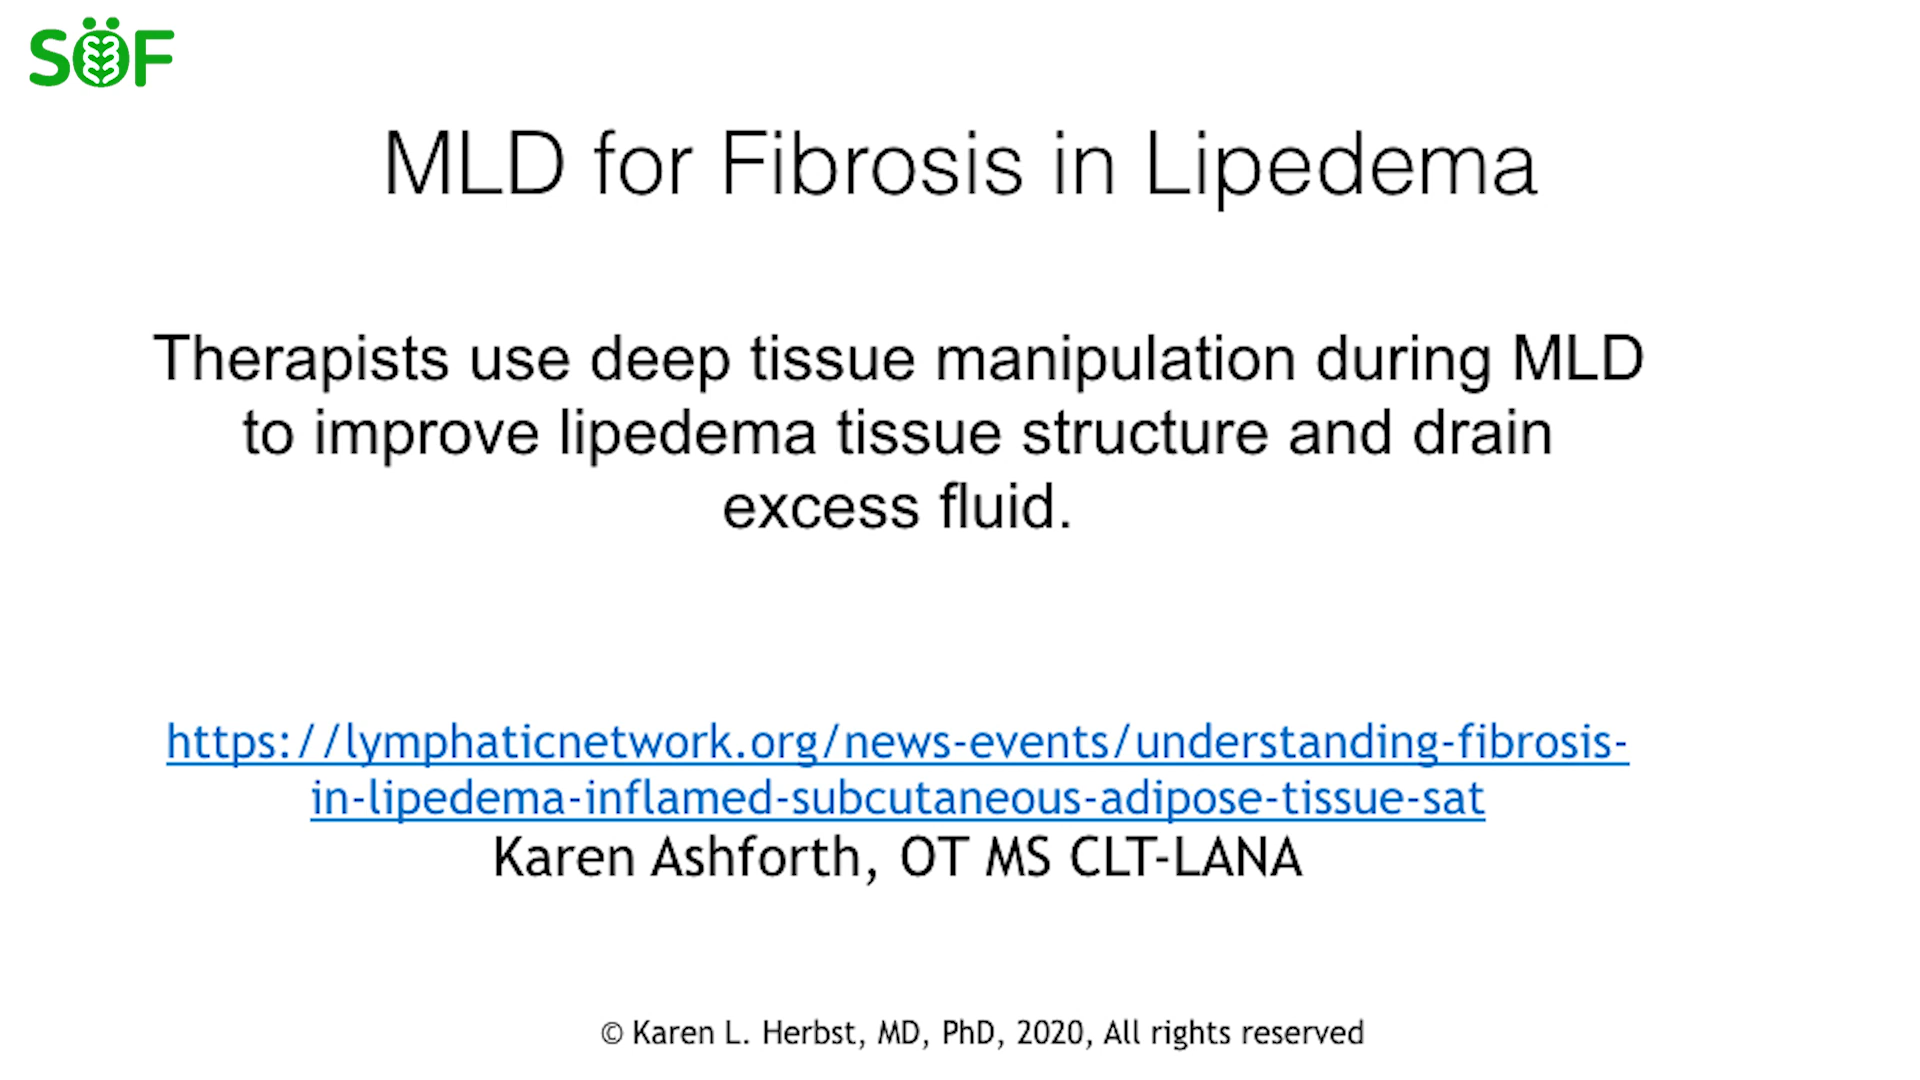 SÖF
MLD for Fibrosis in Lipedema
Therapists use deep tissue manipulation during MLD
to improve lipedema tissue structure and drain
excess fluid.
https://lymphaticnetwork.org/news-events/understanding-fibrosis-
in-lipedema-inflamed-subcutaneous-adipose-tissue-sat
Karen Ashforth, OT MS CLT-LANA
© Karen L. Herbst, MD, PhD, 2020, All rights reserved